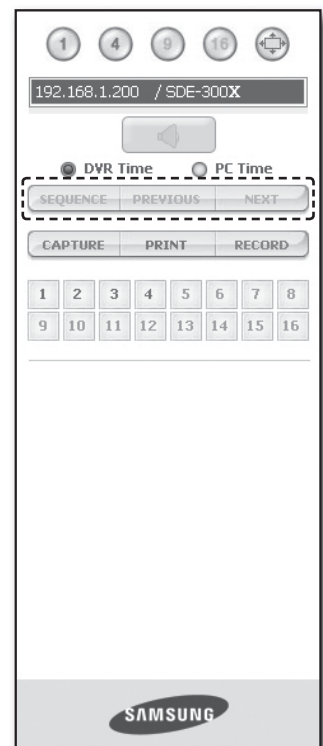 1 4 9 16
192.168.1.200 / SDE-300X
DVR Time PC Time
SEQUENCE PREVIOUS NEXT
CAPTURE PRINT RECORD
1 2 3 4 5 6 7 8
9 10 11 12 13 14 15 16
SAMSUNG